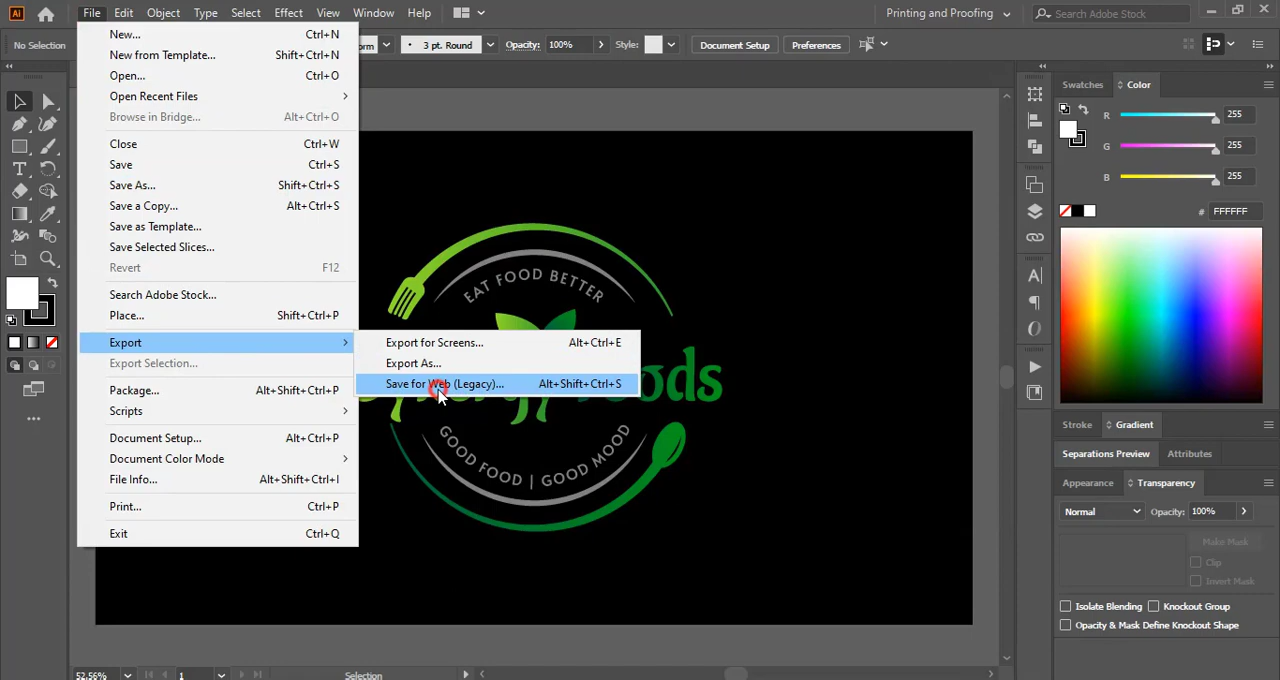 File Edit Object Type Select Effect View Window Help
Printing and Proofing
Search Adobe Stock
No Selection
3 pt. Round
Opacity: 100%
Style:
Document Setup
Preferences
New... Ctrl+N
New from Template... Shift+Ctrl+N
Open... Ctrl+O
Open Recent Files
Browse in Bridge... Alt+Ctrl+O
Close Ctrl+W
Save Ctrl+S
Save As... Shift+Ctrl+S
Save a Copy... Alt+Ctrl+S
Save as Template...
Save Selected Slices...
Revert F12
Search Adobe Stock...
Place... Shift+Ctrl+P
Export
Export Selection...
Package... Alt+Shift+Ctrl+P
Scripts
Document Setup... Alt+Ctrl+P
Document Color Mode
File Info... Alt+Shift+Ctrl+I
Print... Ctrl+P
Exit Ctrl+Q
Export for Screens... Alt+Ctrl+E
Export As...
Save for Web (Legacy)... Alt+Shift+Ctrl+S
EAT FOOD BETTER
GOOD FOOD | GOOD MOOD
Swatches Color
R 255
G 255
B 255
# FFFFFF
Stroke Gradient
Separations Preview Attributes
Appearance Transparency
Normal Opacity: 100%
Make Mask
Clip
Invert Mask
Isolate Blending Knockout Group
Opacity & Mask Define Knockout Shape
52.56% 1 Selection